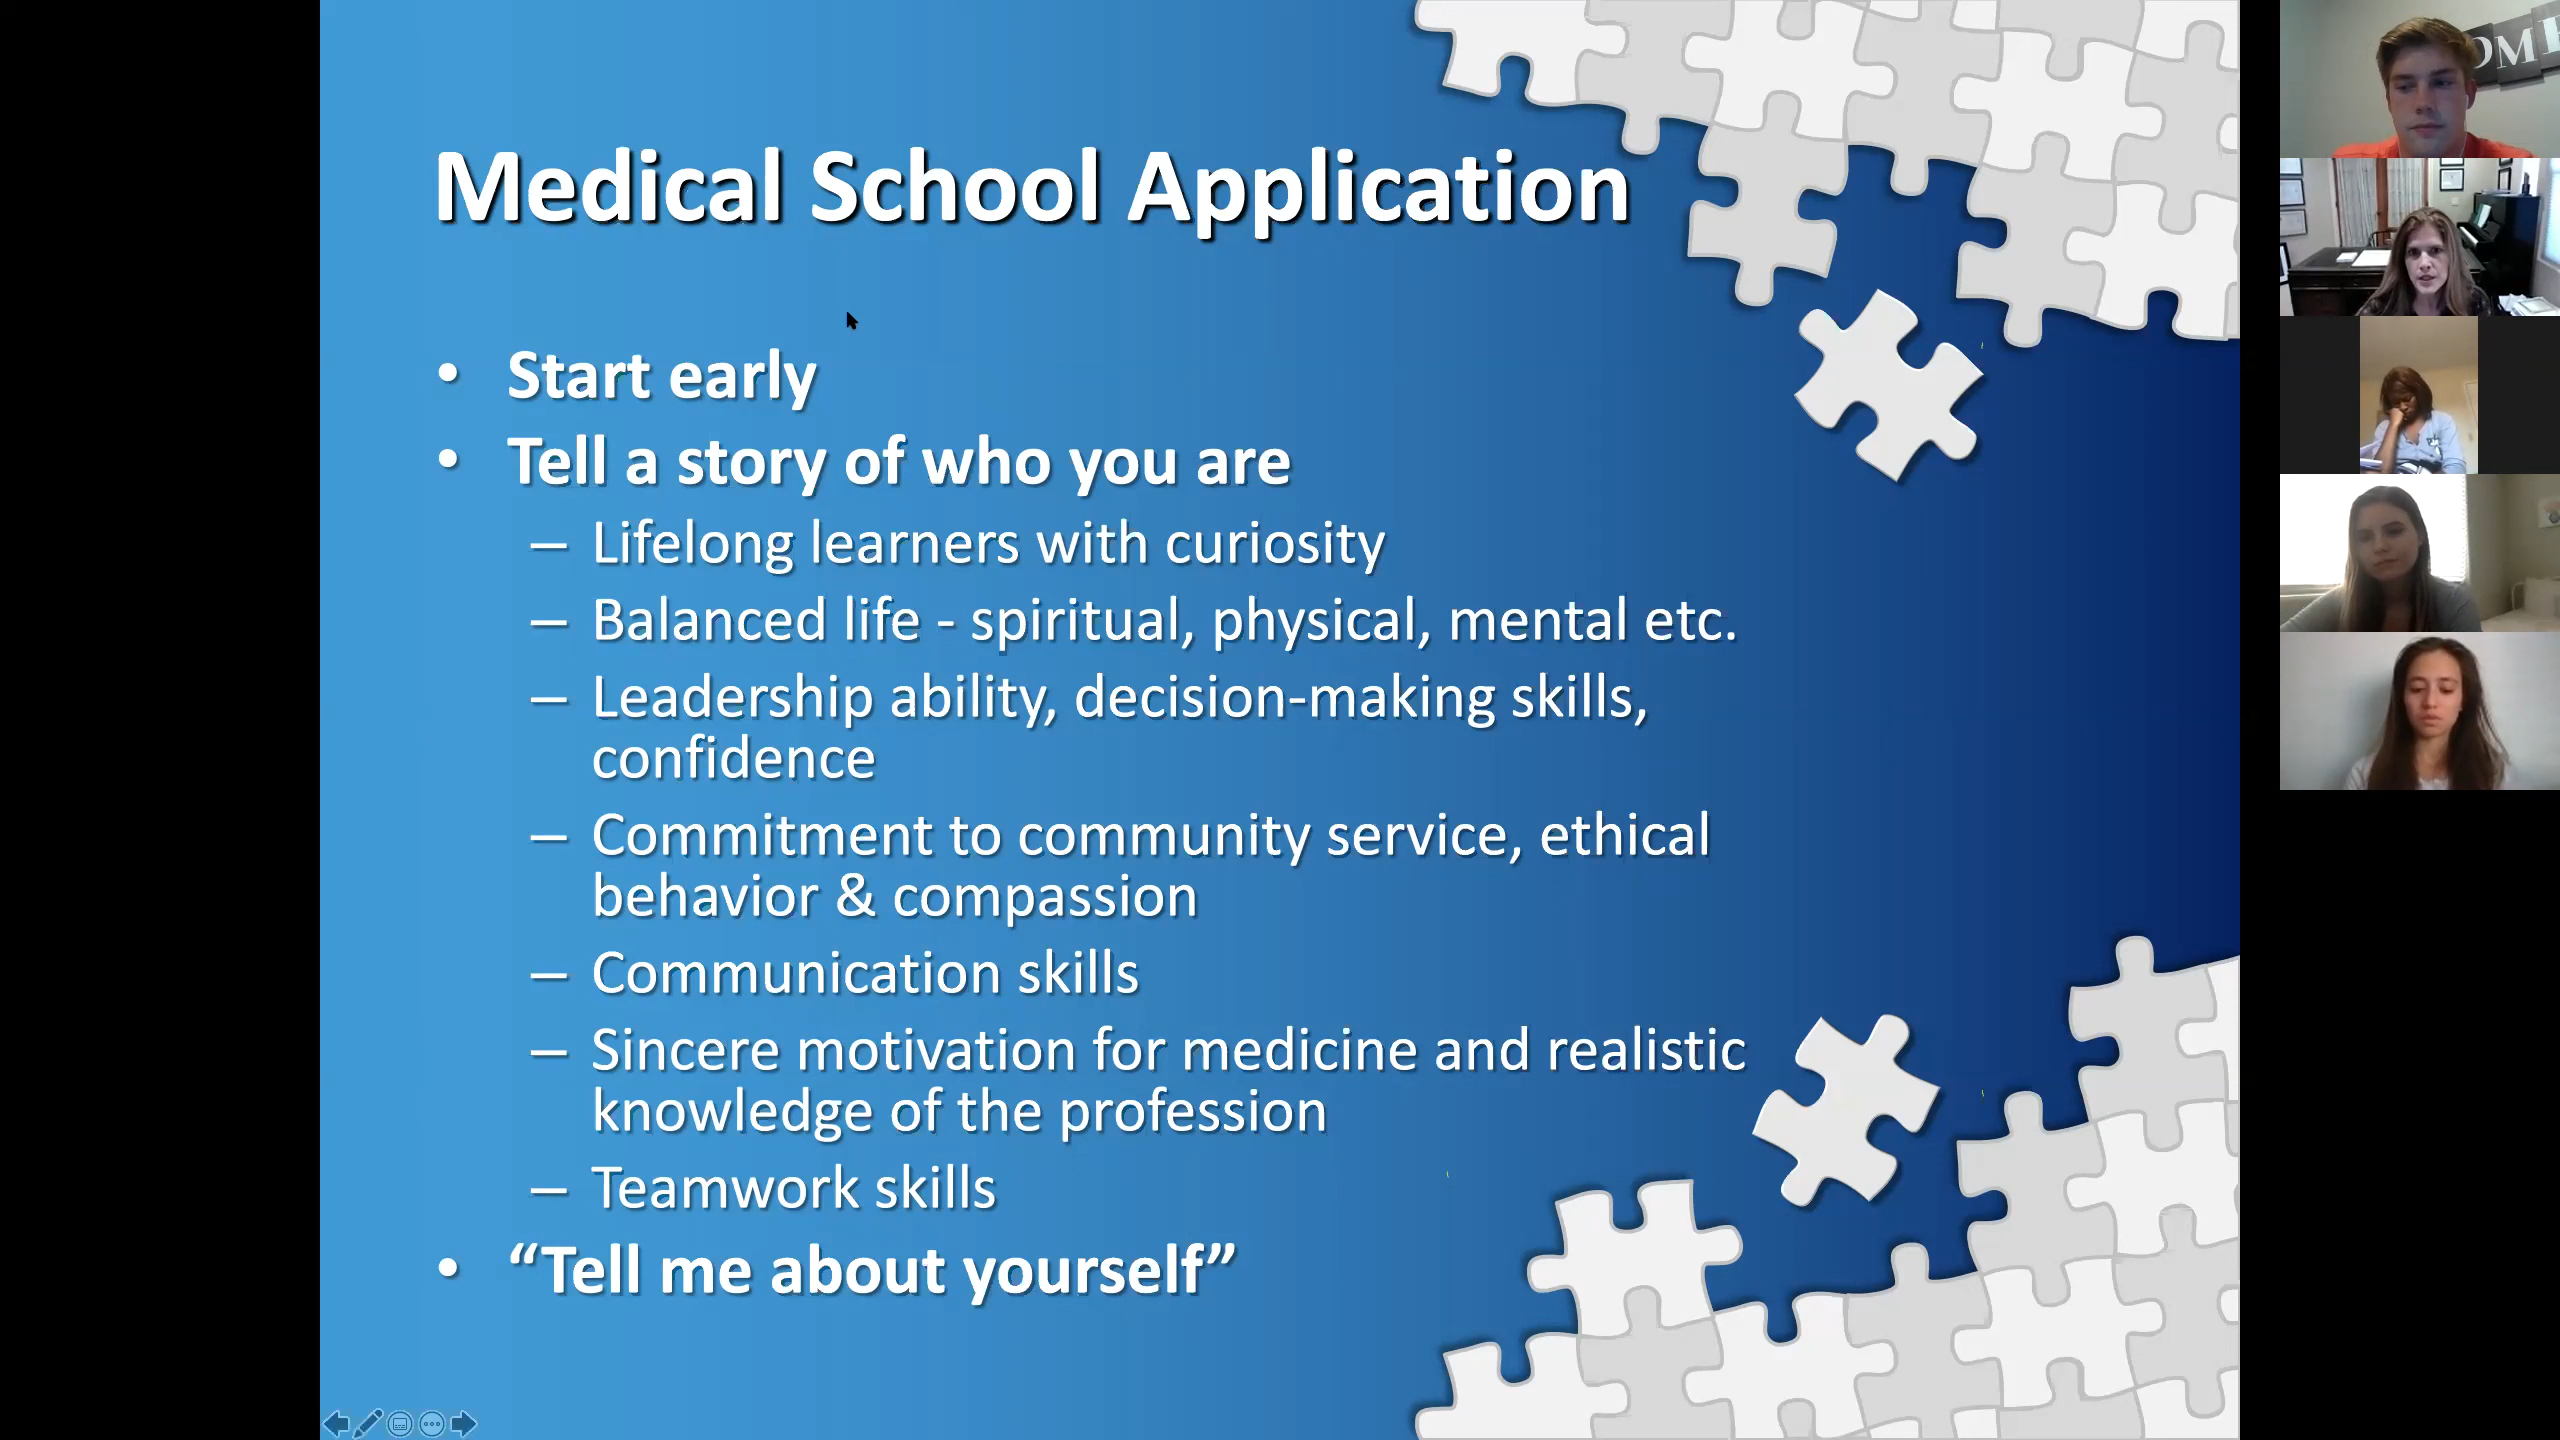 Medical School Application
• Start early
• Tell a story of who you are
– Lifelong learners with curiosity
– Balanced life - spiritual, physical, mental etc.
– Leadership ability, decision-making skills,
confidence
– Commitment to community service, ethical
behavior & compassion
– Communication skills
– Sincere motivation for medicine and realistic
knowledge of the profession
– Teamwork skills
• “Tell me about yourself”